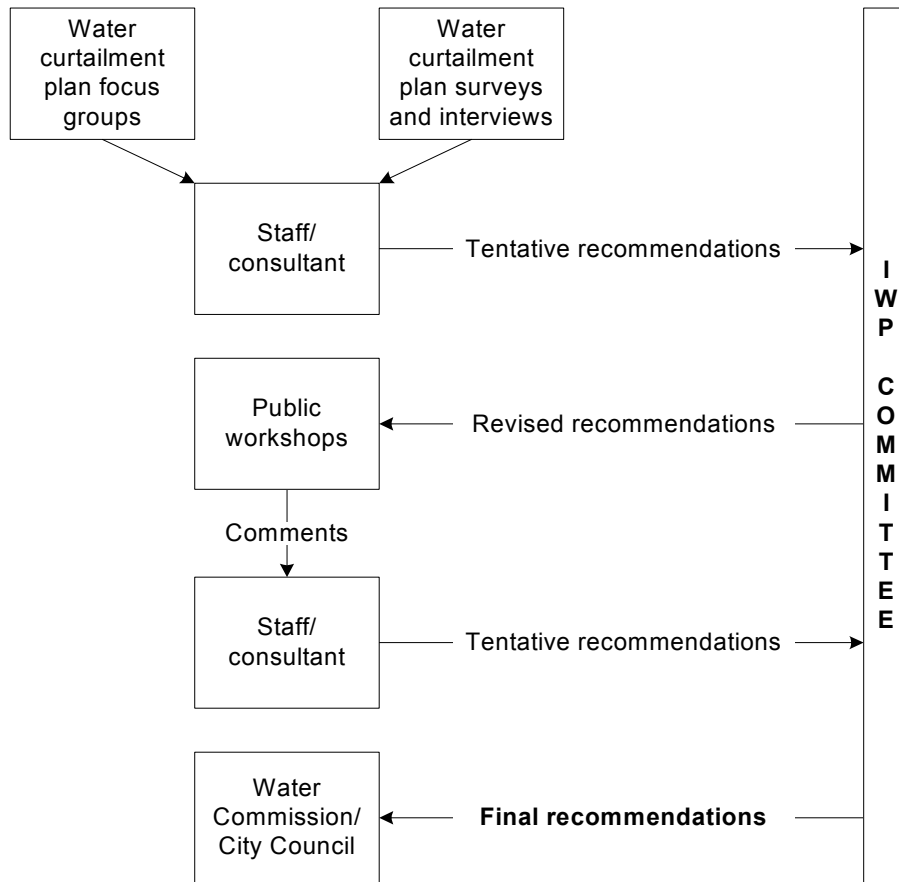 Water
curtailment
plan focus
groups
Water
curtailment
plan surveys
and interviews
Staff/
consultant
Tentative recommendations
Public
workshops
Revised recommendations
Comments
Staff/
consultant
Tentative recommendations
Water
Commission/
City Council
Final recommendations
I
W
P
C
O
M
M
I
T
T
E
E